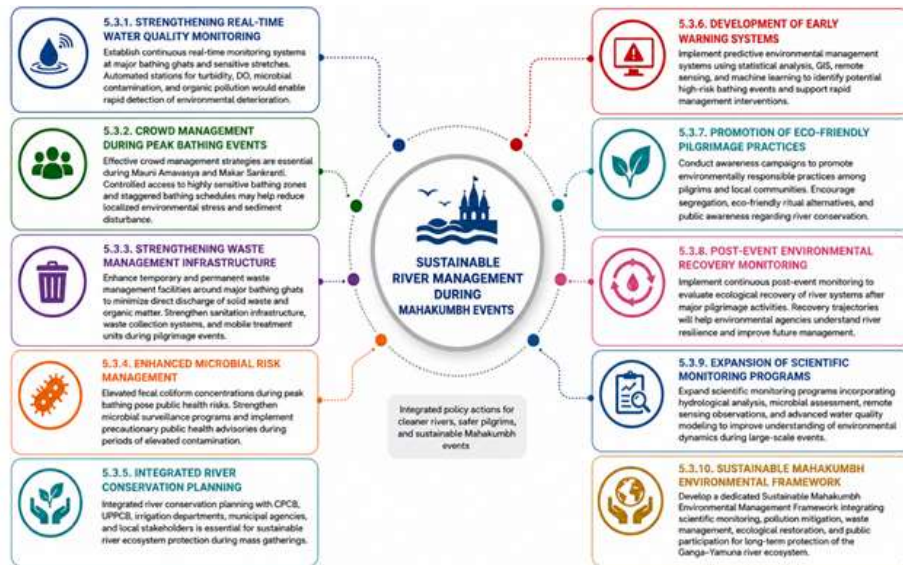 5.3.1. STRENGTHENING REAL-TIME
WATER QUALITY MONITORING
Establish continuous real-time monitoring systems
at major bathing ghats and sensitive stretches.
Automated stations for turbidity, DO, microbial
contamination, and organic pollution would enable
rapid detection of environmental deterioration.
5.3.2. CROWD MANAGEMENT
DURING PEAK BATHING EVENTS
Effective crowd management strategies are essential
during Mauni Amavasya and Makar Sankranti.
Controlled access to highly sensitive bathing zones
and staggered bathing schedules may help reduce
localized environmental stress and sediment
disturbance.
5.3.3. STRENGTHENING WASTE
MANAGEMENT INFRASTRUCTURE
Enhance temporary and permanent waste
management facilities around major bathing ghats
to minimize direct discharge of solid waste and
organic matter. Strengthen sanitation infrastructure,
waste collection systems, and mobile treatment
units during pilgrimage events.
5.3.4. ENHANCED MICROBIAL RISK
MANAGEMENT
Elevated fecal coliform concentrations during peak
bathing pose public health risks. Strengthen
microbial surveillance programs and implement
precautionary public health advisories during
periods of elevated contamination.
5.3.5. INTEGRATED RIVER
CONSERVATION PLANNING
Integrated river conservation planning with CPCB,
UPPCB, irrigation departments, municipal agencies,
and local stakeholders is essential for sustainable
river ecosystem protection during mass gatherings.
SUSTAINABLE
RIVER MANAGEMENT
DURING
MAHAKUMBH EVENTS
Integrated policy actions for
cleaner rivers, safer pilgrims,
and sustainable Mahakumbh
events
5.3.6. DEVELOPMENT OF EARLY
WARNING SYSTEMS
Implement predictive environmental management
systems using statistical analysis, GIS, remote
sensing, and machine learning to identify potential
high-risk bathing events and support rapid
management interventions.
5.3.7. PROMOTION OF ECO-FRIENDLY
PILGRIMAGE PRACTICES
Conduct awareness campaigns to promote
environmentally responsible practices among
pilgrims and local communities. Encourage
segregation, eco-friendly ritual alternatives, and
public awareness regarding river conservation.
5.3.8. POST-EVENT ENVIRONMENTAL
RECOVERY MONITORING
Implement continuous post-event monitoring to
evaluate ecological recovery of river systems after
major pilgrimage activities. Recovery trajectories
will help environmental agencies understand river
resilience and improve future management.
5.3.9. EXPANSION OF SCIENTIFIC
MONITORING PROGRAMS
Expand scientific monitoring programs incorporating
hydrological analysis, microbial assessment, remote
sensing observations, and advanced water quality
modeling to improve understanding of environmental
dynamics during large-scale events.
5.3.10. SUSTAINABLE MAHAKUMBH
ENVIRONMENTAL FRAMEWORK
Develop a dedicated Sustainable Mahakumbh
Environmental Management Framework integrating
scientific monitoring, pollution mitigation, waste
management, ecological restoration, and public
participation for long-term protection of the
Ganga–Yamuna river ecosystem.